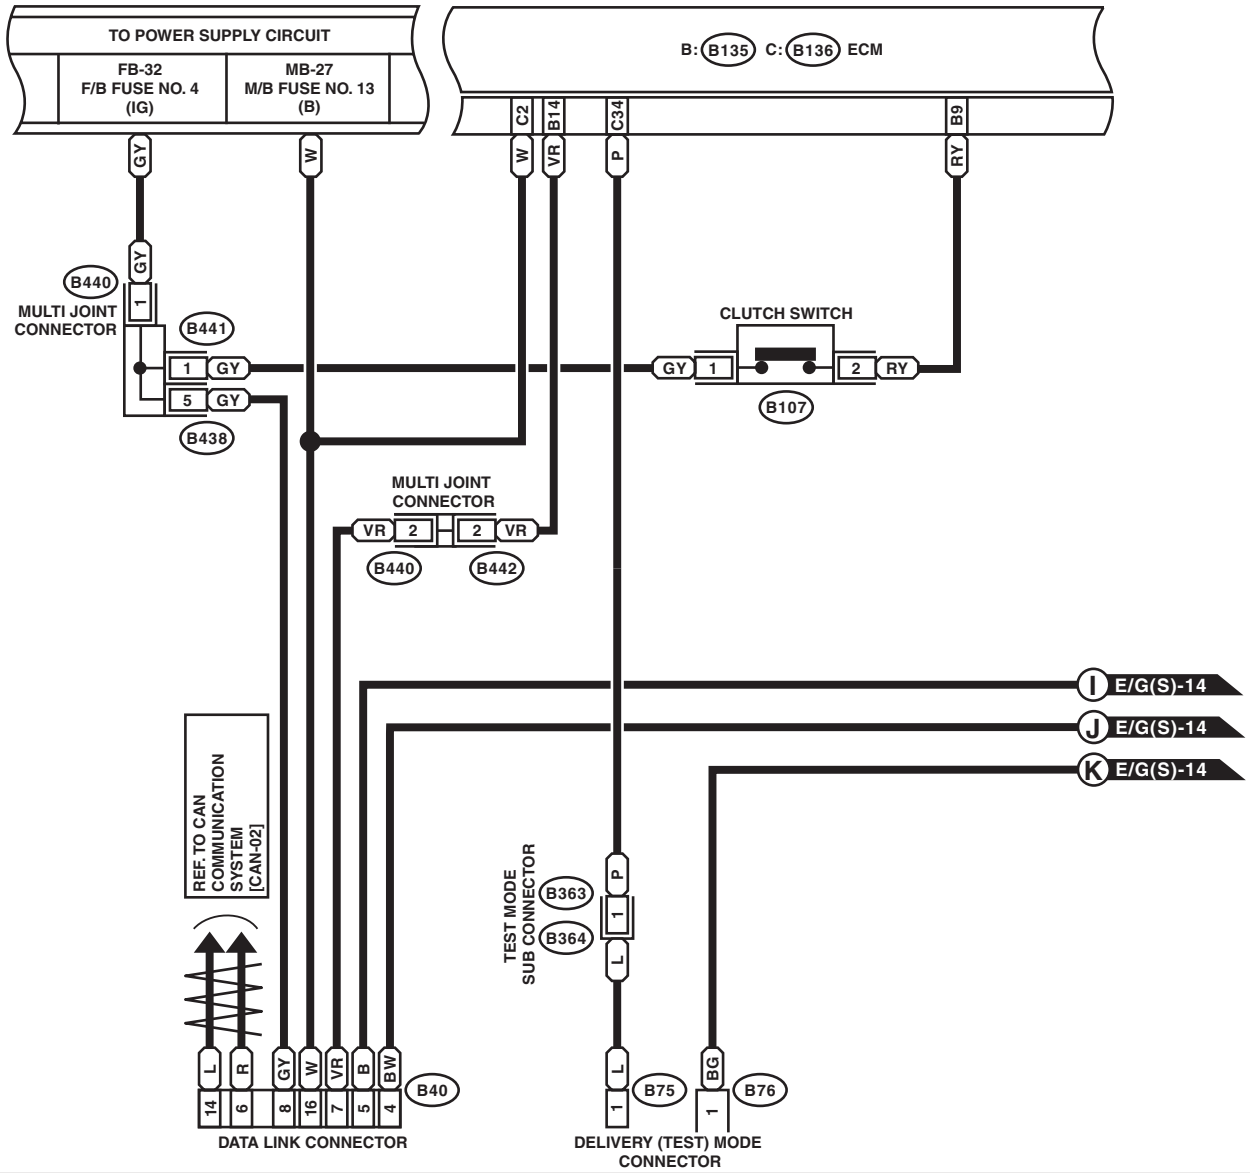 TO POWER SUPPLY CIRCUIT
FB-32
F/B FUSE NO. 4
(IG)
MB-27
M/B FUSE NO. 13
(B)
B: B135 C: B136 ECM
C2
B14
C34
B9
GY
W
W
VR
P
RY
GY
B440
1
MULTI JOINT
CONNECTOR
B441
1
GY
5
GY
B438
CLUTCH SWITCH
GY
1
2
RY
B107
MULTI JOINT
CONNECTOR
VR
2
2
VR
B440
B442
I
E/G(S)-14
J
E/G(S)-14
K
E/G(S)-14
REF. TO CAN
COMMUNICATION
SYSTEM
[CAN-02]
TEST MODE
SUB CONNECTOR
P
B363
1
B364
L
L
R
GY
W
VR
B
BW
14
6
8
16
7
5
4
B40
DATA LINK CONNECTOR
L
1
B75
BG
1
B76
DELIVERY (TEST) MODE
CONNECTOR